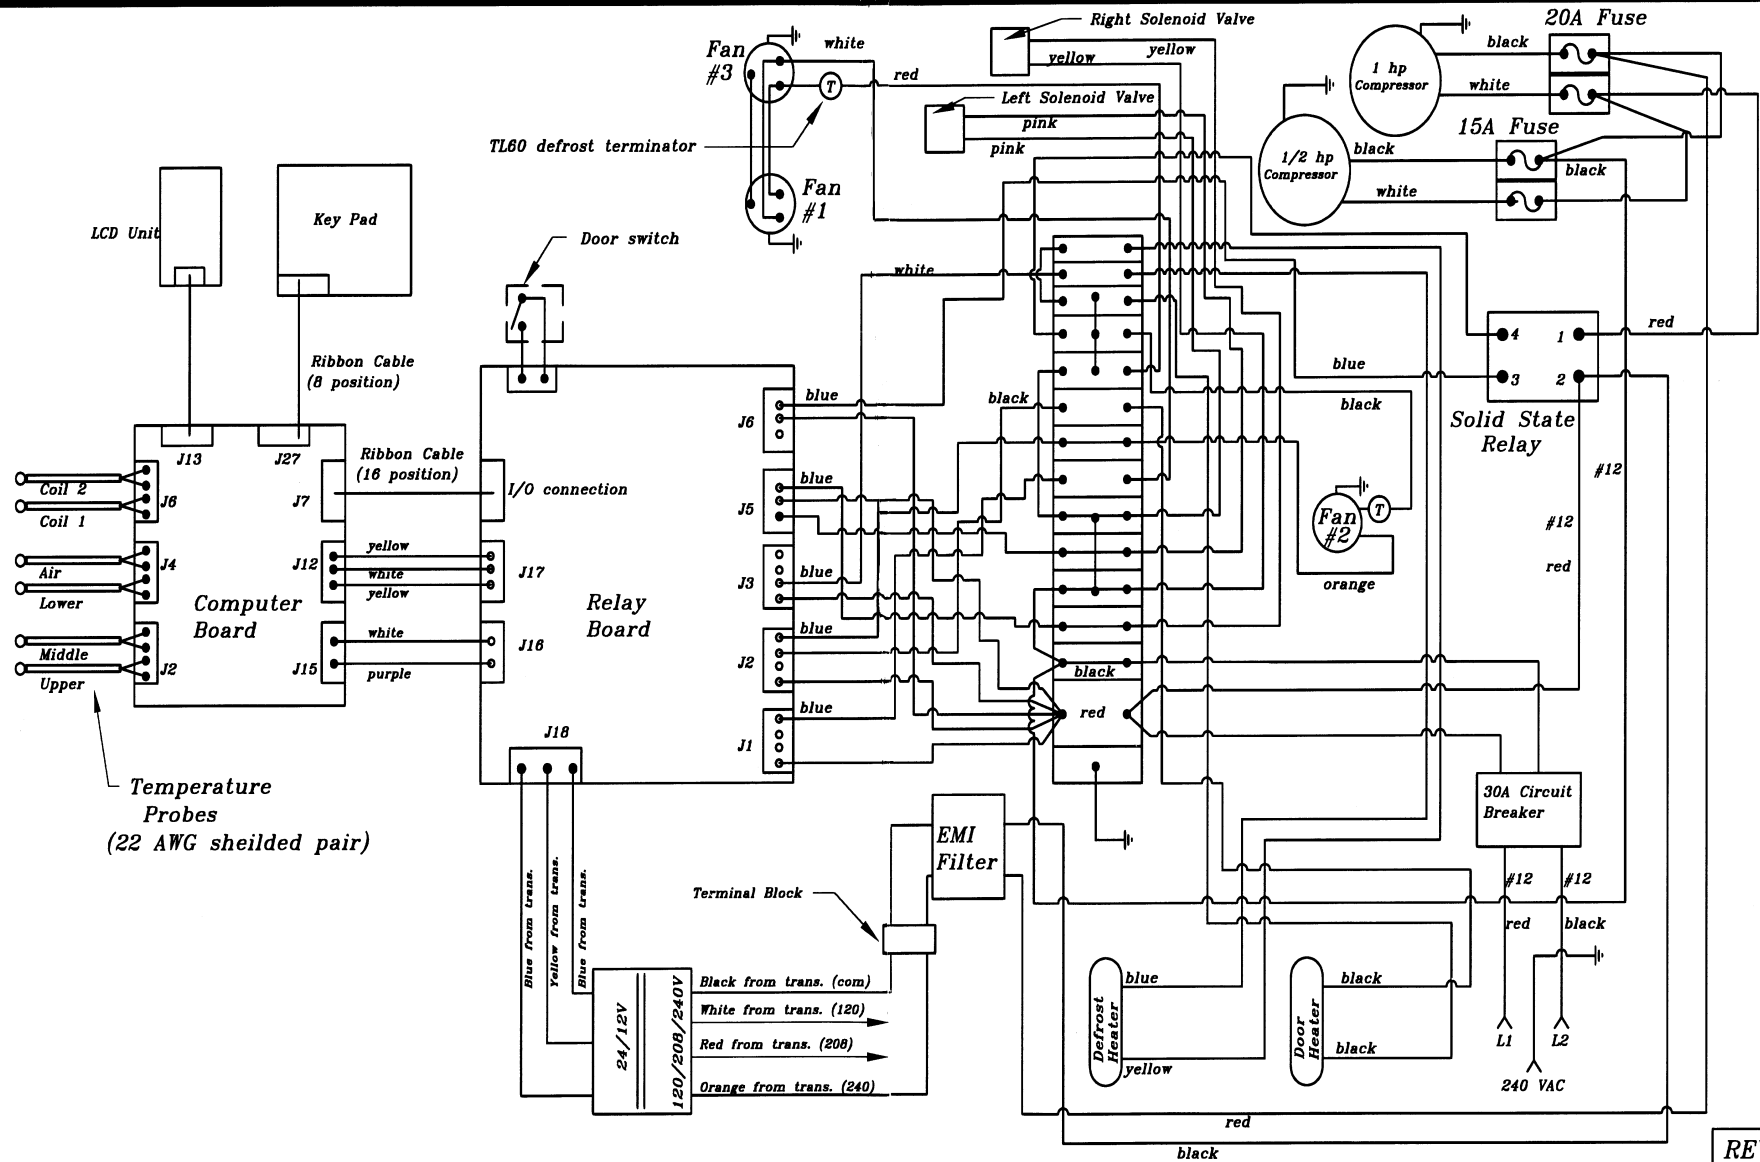 Right Solenoid Valve
20A Fuse
Fan
#3
white
yellow
yellow
black
1 hp
Compressor
red
T
white
Left Solenoid Valve
pink
pink
15A Fuse
TL60 defrost terminator
black
1/2 hp
Compressor
black
Fan
#1
white
Key Pad
LCD Unit
Door switch
white
red
4
1
Ribbon Cable
(8 position)
blue
3
2
blue
black
black
Solid State
Relay
J6
J13
J27
Ribbon Cable
(16 position)
#12
Coil 2
J6
J7
I/O connection
blue
J5
Fan
#2
T
#12
Coil 1
yellow
Air
J4
J12
white
J17
blue
J3
red
orange
Lower
yellow
Computer
Board
Relay
Board
white
blue
Middle
J16
J2
Upper
J2
J15
purple
black
blue
red
J18
J1
Temperature
Probes
(22 AWG sheilded pair)
30A Circuit
Breaker
EMI
Filter
Blue from trans.
Yellow from trans.
Blue from trans.
Terminal Block
#12
#12
red
black
Black from trans. (com)
White from trans. (120)
Red from trans. (208)
Orange from trans. (240)
24/12V
120/208/240V
blue
Defrost
Heater
yellow
black
Door
Heater
black
L1
L2
240 VAC
red
black